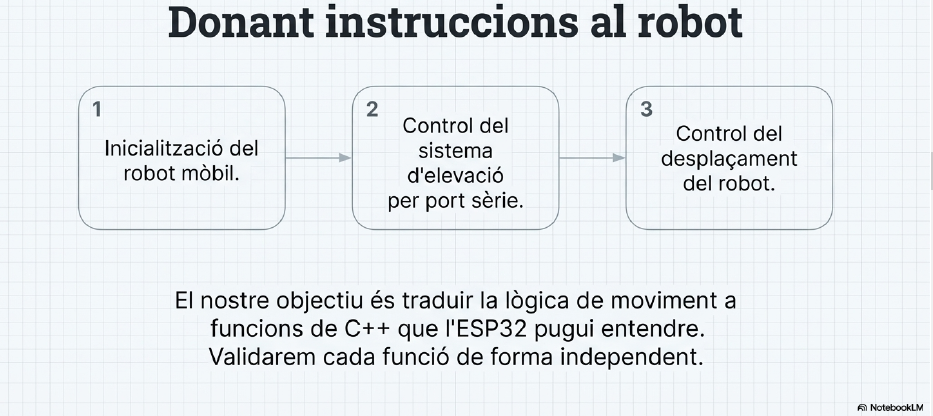 Donant instruccions al robot
1
Inicialització del
robot mòbil.
2
Control del
sistema
d'elevació
per port sèrie.
3
Control del
desplaçament
del robot.
El nostre objectiu és traduir la lògica de moviment a
funcions de C++ que l'ESP32 pugui entendre.
Validarem cada funció de forma independent.
NotebookLM